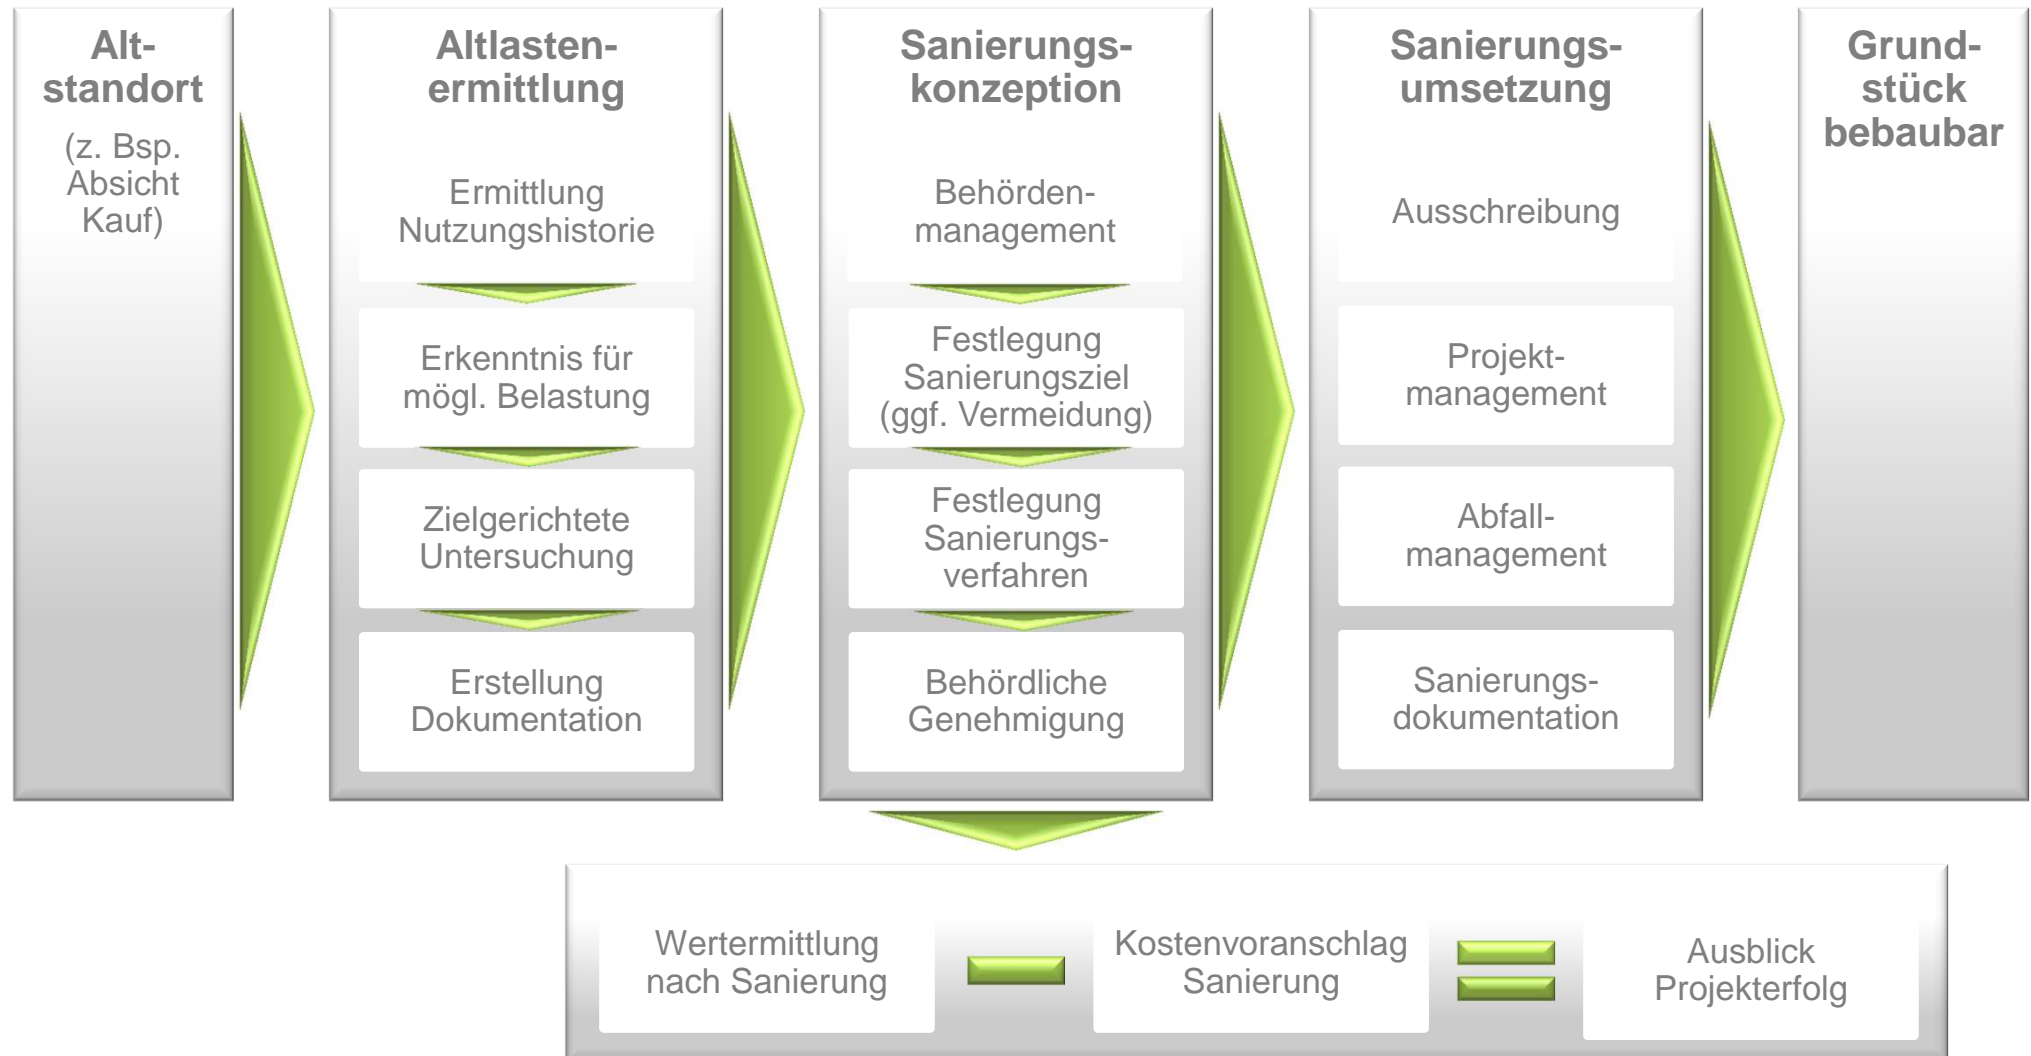 Alt-
standort
(z. Bsp.
Absicht
Kauf)
Altlasten-
ermittlung
Ermittlung
Nutzungshistorie
Erkenntnis für
mögl. Belastung
Zielgerichtete
Untersuchung
Erstellung
Dokumentation
Sanierungs-
konzeption
Behörden-
management
Festlegung
Sanierungsziel
(ggf. Vermeidung)
Festlegung
Sanierungs-
verfahren
Behördliche
Genehmigung
Sanierungs-
umsetzung
Ausschreibung
Projekt-
management
Abfall-
management
Sanierungs-
dokumentation
Grund-
stück
bebaubar
Wertermittlung
nach Sanierung
Kostenvoranschlag
Sanierung
Ausblick
Projekterfolg